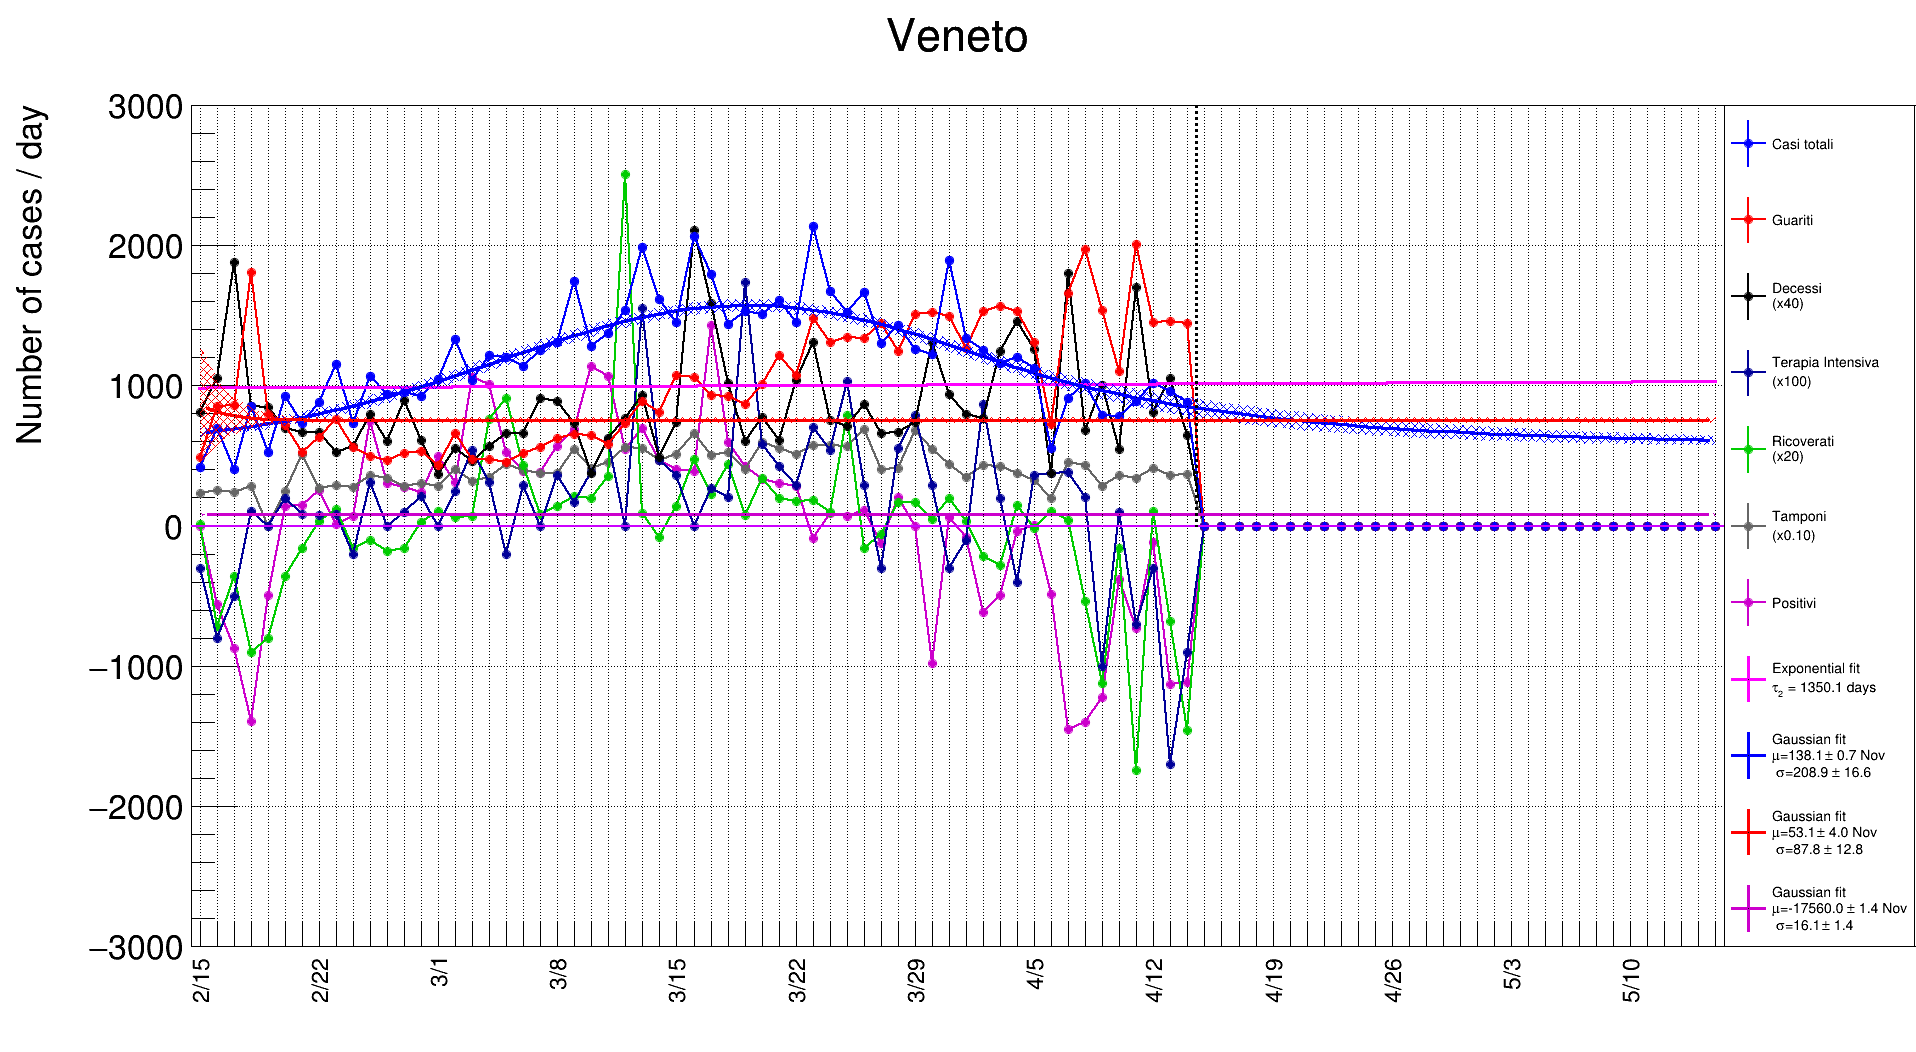 Veneto
Number of cases / day
3000
2000
1000
0
−1000
−2000
−3000
2/15
2/22
3/1
3/8
3/15
3/22
3/29
4/5
4/12
4/19
4/26
5/3
5/10
Casi totali
Guariti
Decessi
(x40)
Terapia Intensiva
(x100)
Ricoverati
(x20)
Tamponi
(x0.10)
Positivi
Exponential fit
τ2 = 1350.1 days
Gaussian fit
μ=138.1± 0.7 Nov
σ=208.9 ± 16.6
Gaussian fit
μ=53.1± 4.0 Nov
σ=87.8 ± 12.8
Gaussian fit
μ=-17560.0 ± 1.4 Nov
σ=16.1± 1.4